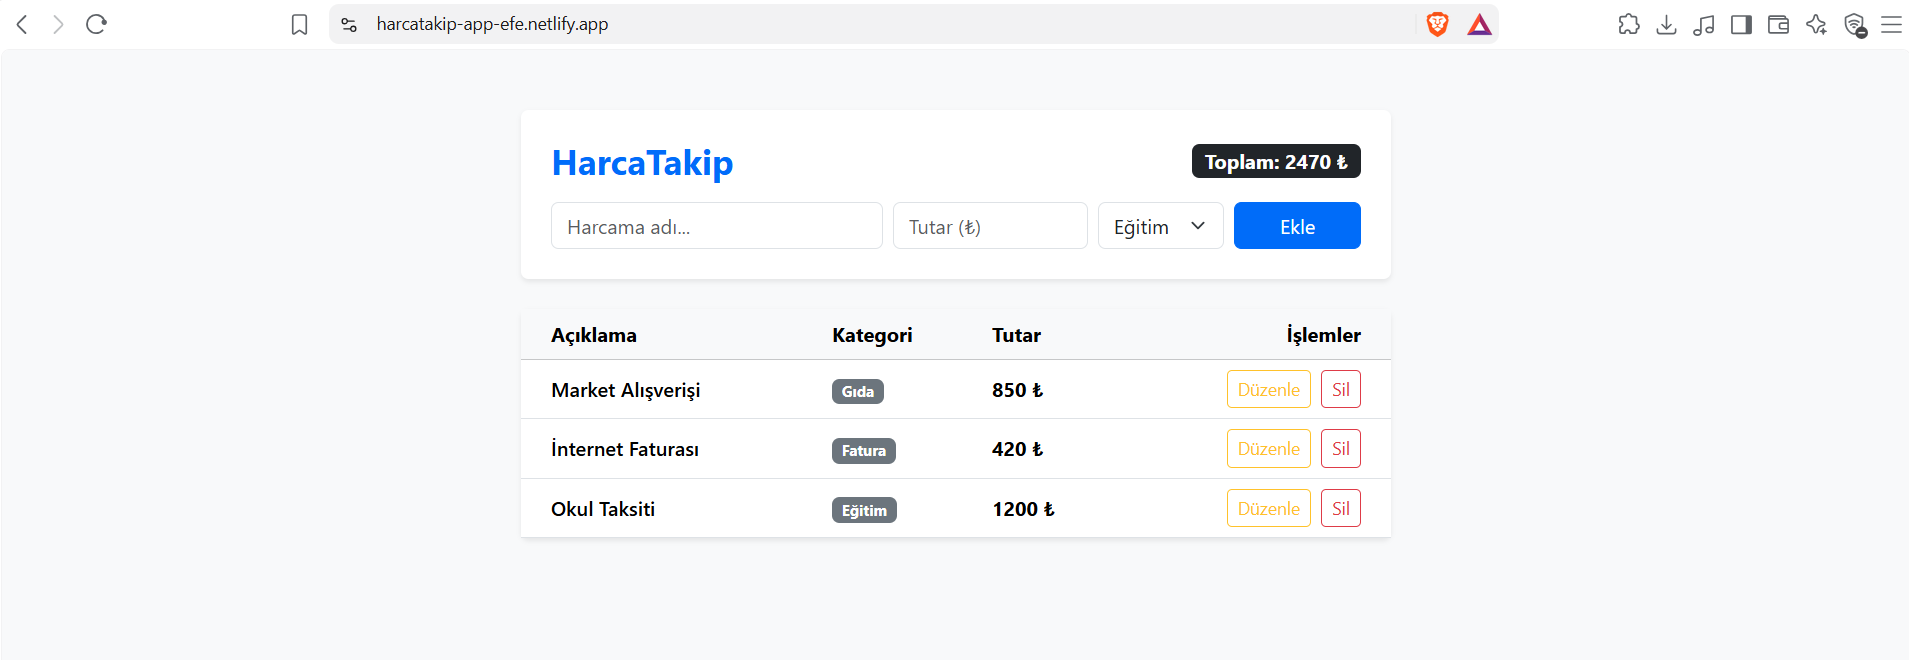 harcatakip-app-efe.netlify.app
HarcaTakip
Toplam: 2470 ₺
Harcama adı...
Tutar (₺)
Eğitim
Ekle
Açıklama Kategori Tutar İşlemler
Market Alışverişi Gıda 850 ₺ Düzenle Sil
İnternet Faturası Fatura 420 ₺ Düzenle Sil
Okul Taksiti Eğitim 1200 ₺ Düzenle Sil